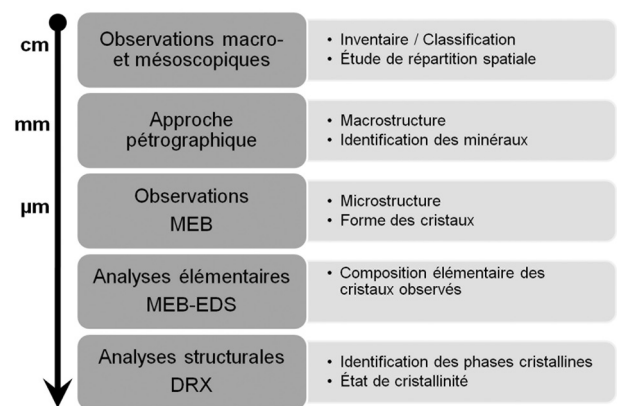 cm
Observations macro-
et mésoscopiques
• Inventaire / Classification
• Étude de répartition spatiale
mm
Approche
pétrographique
• Macrostructure
• Identification des minéraux
µm
Observations
MEB
• Microstructure
• Forme des cristaux
Analyses élémentaires
MEB-EDS
• Composition élémentaire des
cristaux observés
Analyses structurales
DRX
• Identification des phases cristallines
• État de cristallinité